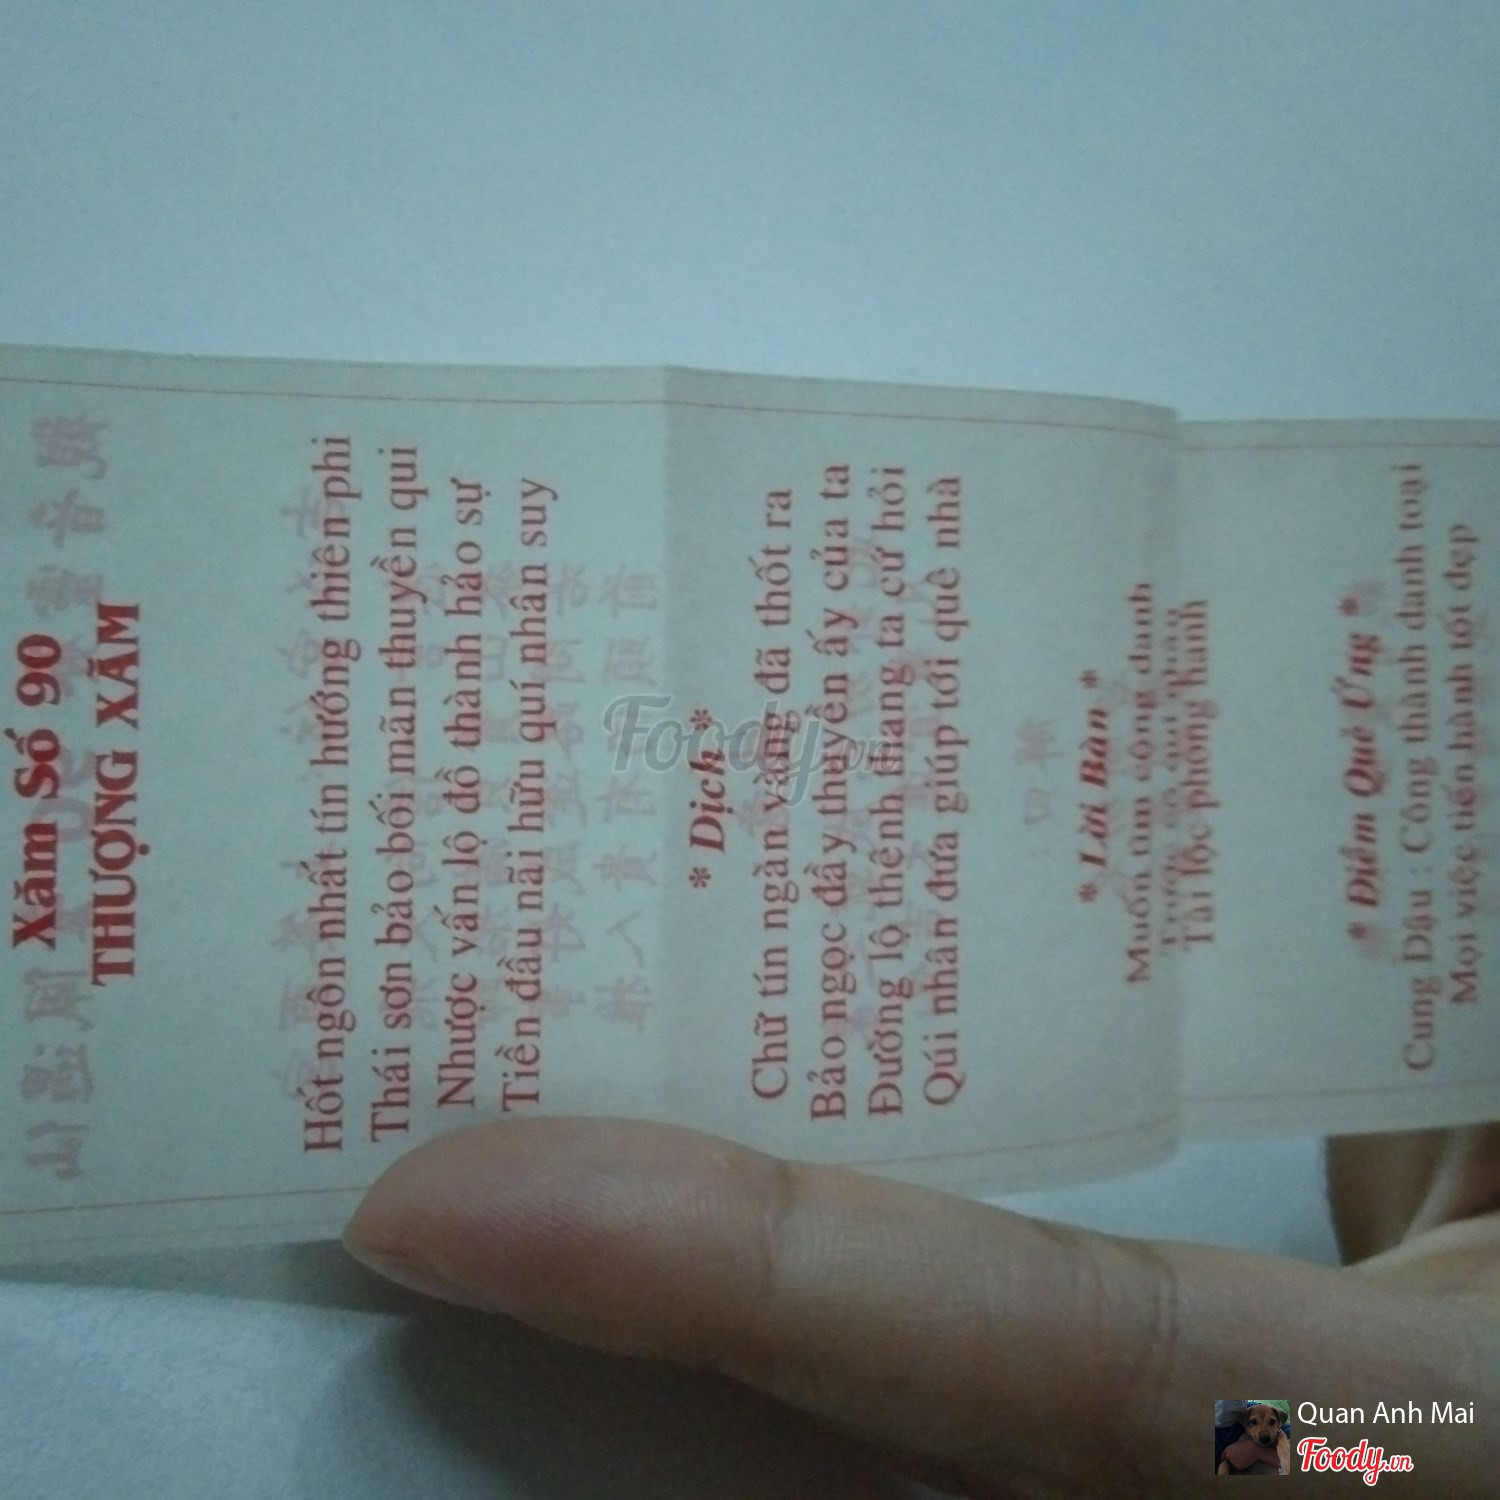 Xăm Số 90
THƯỢNG XĂM
Hốt ngôn nhất tín hướng thiên phi
Thái sơn bảo bối mãn thuyền qui
Nhược vấn lộ đồ thành hảo sự
Tiền đầu nãi hữu quí nhân suy
* Dịch *
Chữ tín ngàn vàng đã thốt ra
Bảo ngọc đầy thuyền ấy của ta
Đường lộ thênh thang ta cứ hỏi
Qúi nhân đưa giúp tới quê nhà
* Lời Bàn *
Muốn tìm công danh
Tài lộc phong hanh
* Điềm Quẻ Ứng *
Cung Dậu : Công thành danh toại
Mọi việc tiến hành tốt đẹp
Foody.vn
Quan Anh Mai
Foody.vn